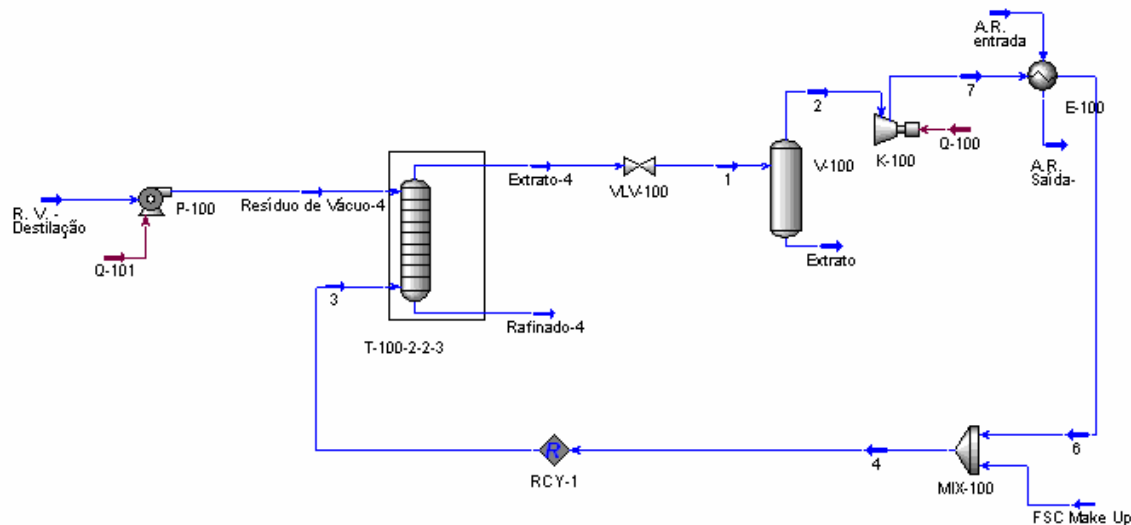 A.R.
entrada
7
E-100
2
K-100
Q-100
V-100
A.R.
Saída-
Extrato-4
VLV-100
1
Extrato
R. V. -
Destilação
P-100
Resíduo de Vácuo-4
Q-101
3
Rafinado-4
T-100-2-2-3
R
RCY-1
4
MIX-100
6
FSC Make Up